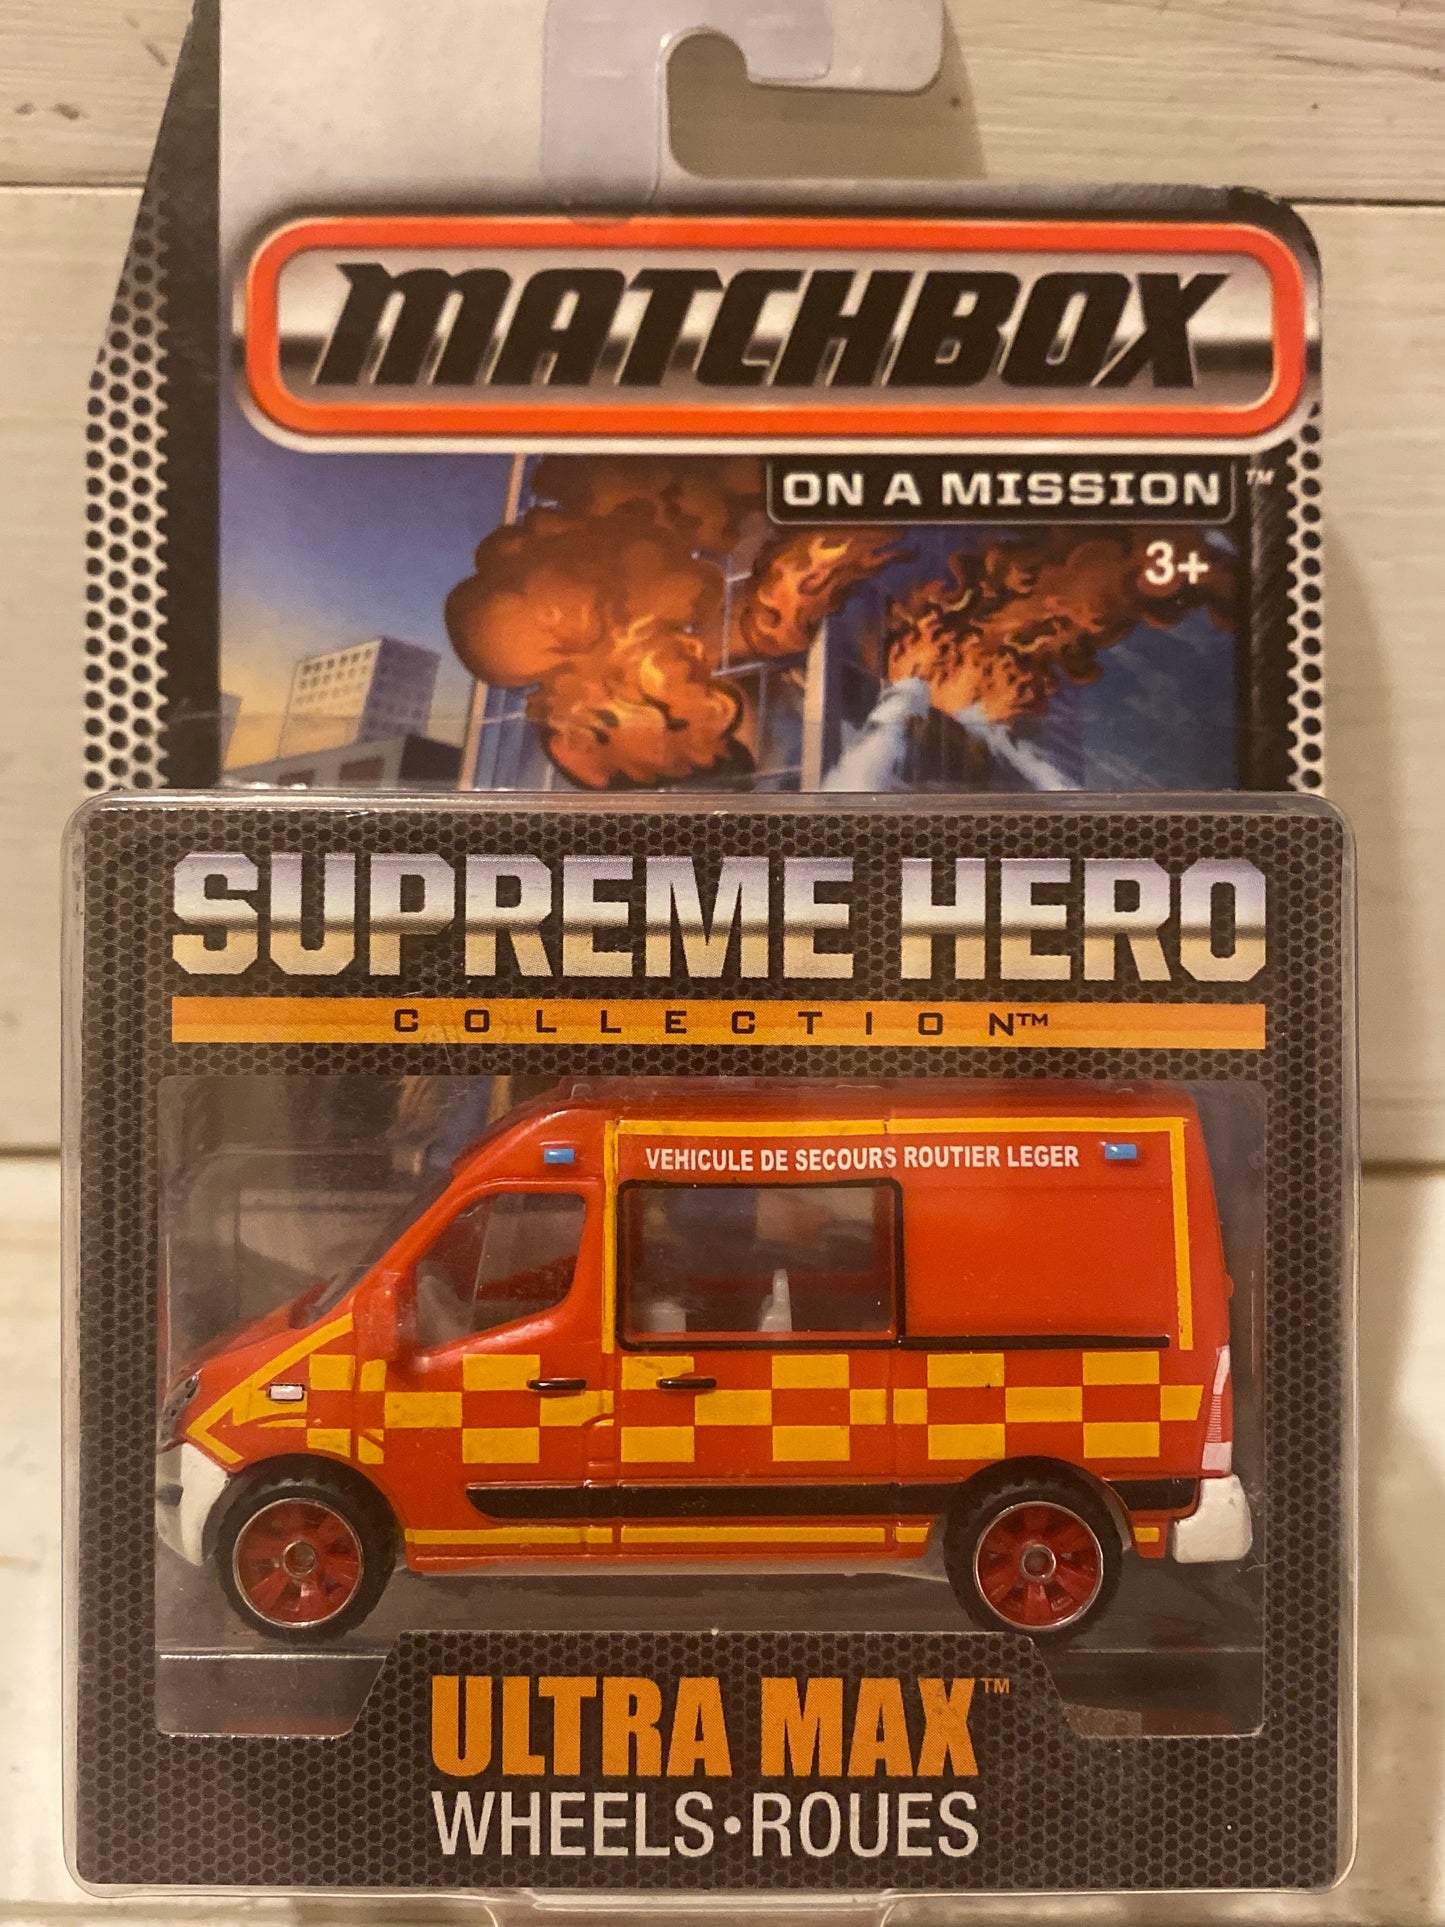 MATCHBOX
ON A MISSION™
3+
SUPREME HERO
COLLECTION™
VEHICULE DE SECOURS ROUTIER LEGER
ULTRA MAX™
WHEELS•ROUES